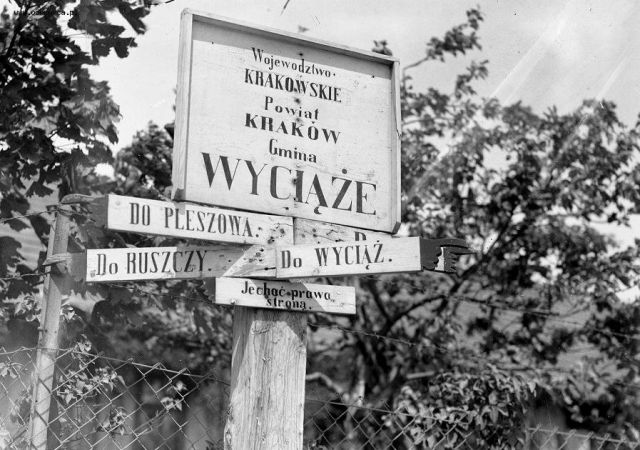 Województwo.
KRAKOWSKIE
Powiat
KRAKÓW
Gmina
WYCIĄŻE
DO PLESZOWA.
D
Do RUSZCZY.
Do WYCIĄŻ.
Jechać prawą
stroną.